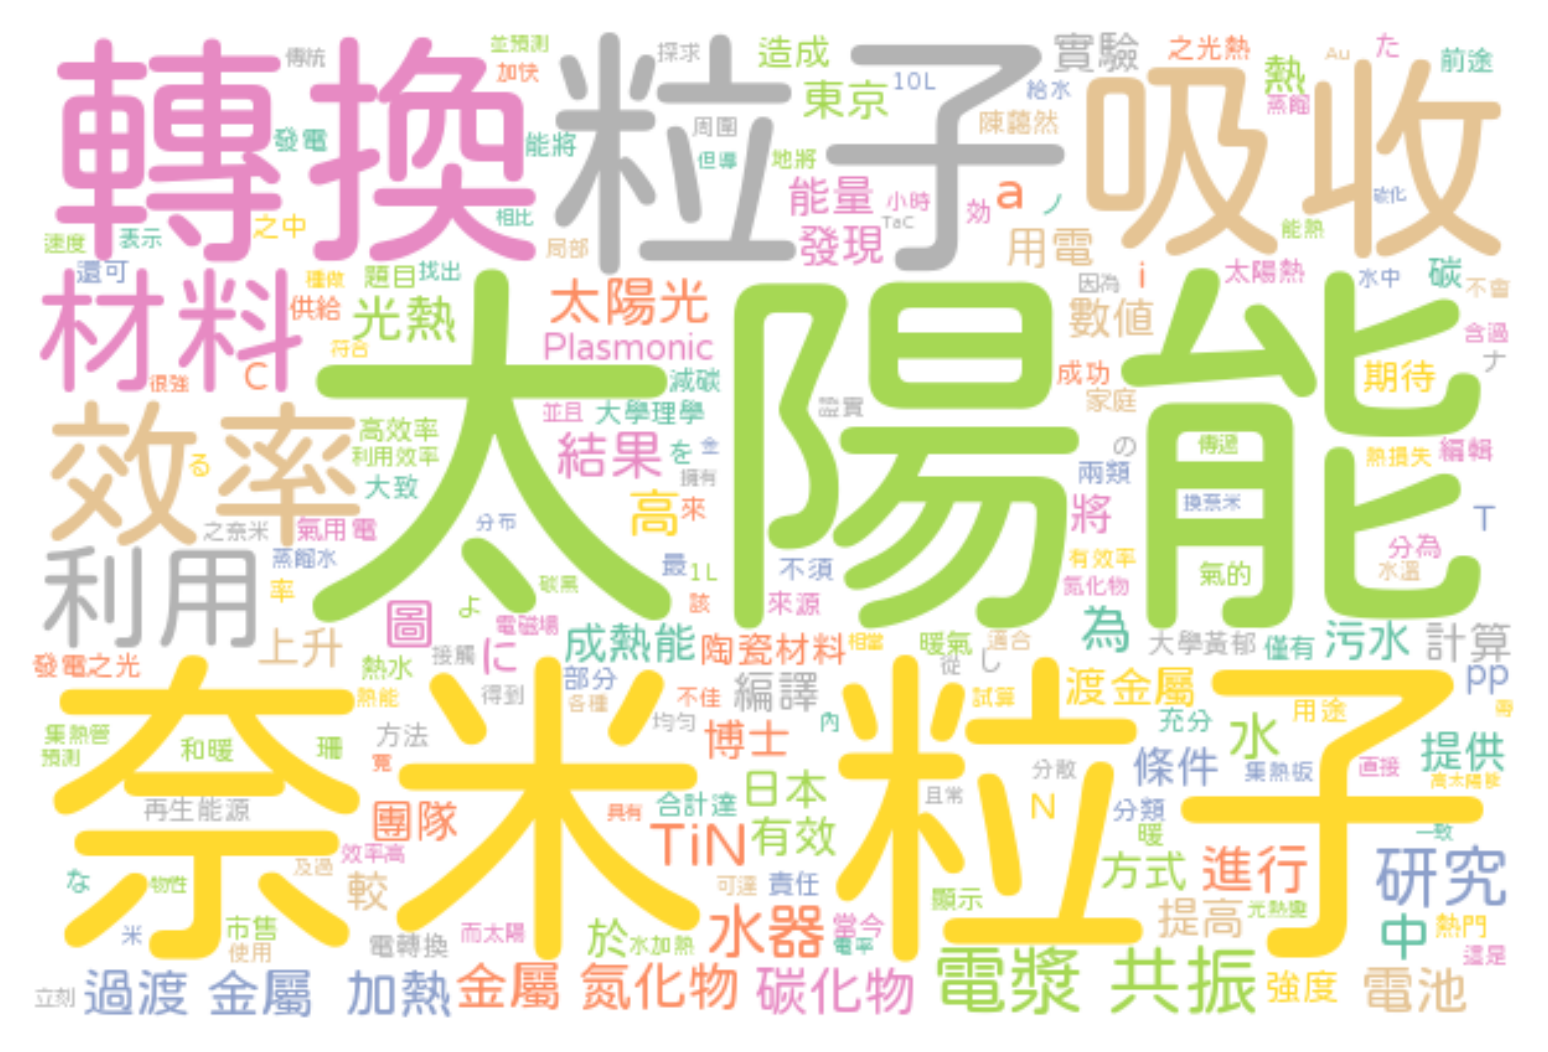 轉換
粒子
吸收
傳統
並預測
加快
探求
造成
實驗
之光熱
Au
た
前途
熱
蒸餾
東京
10L
給水
發電
能將
周圍
但導
地將
陳藹然
能量
小時
効
a
ノ
TaC
碳化
相比
之中
表示
速度
局部
發現
用電
能熱
還可
種做
題目
找出
供給
光熱
太陽光
Plasmonic
符合
材料
很強
C
太陽能
因為
i
太陽熱
水中
碳
不會
數值
含過
ナ
減碳
成功
家庭
期待
證實
並且
大學理學
高效率
利用效率
大致
效率
る
結果
を
金
擁有
の
兩類
傳遞
熱損失
編輯
換奈米
高
來
將
T
之奈米
氣用電
分布
蒸餾水
率
最
1L
不須
有效率
氮化物
氣的
分為
水溫
碳黑
利用
圖
よ
電磁場
該
來源
上升
に
成熱能
陶瓷材料
相當
暖氣
適合
為
大學黃郁
僅有
污水
計算
發電之光
熱水
接觸
部分
從
し
熱能
得到
各種
不佳
編譯
試算
渡金屬
pp
用途
專
奈米粒子
集熱管
預測
和暖
珊
方法
寬
均勻
博士
內
充分
水
提供
分散
條件
集熱板
直接
高太陽能
再生能源
團隊
具有
合計達
日本
且常
N
分類
一致
效率高
TiN
有效
暖
及過
な
物性
較
可達
責任
方式
進行
研究
米
市售
使用
電轉換
而太陽
於
水加熱
水器
當今
電平
顯示
提高
光熱變
中
熱門
這是
立刻
過渡
金屬
加熱
金屬
氮化物
碳化物
電漿
共振
強度
電池